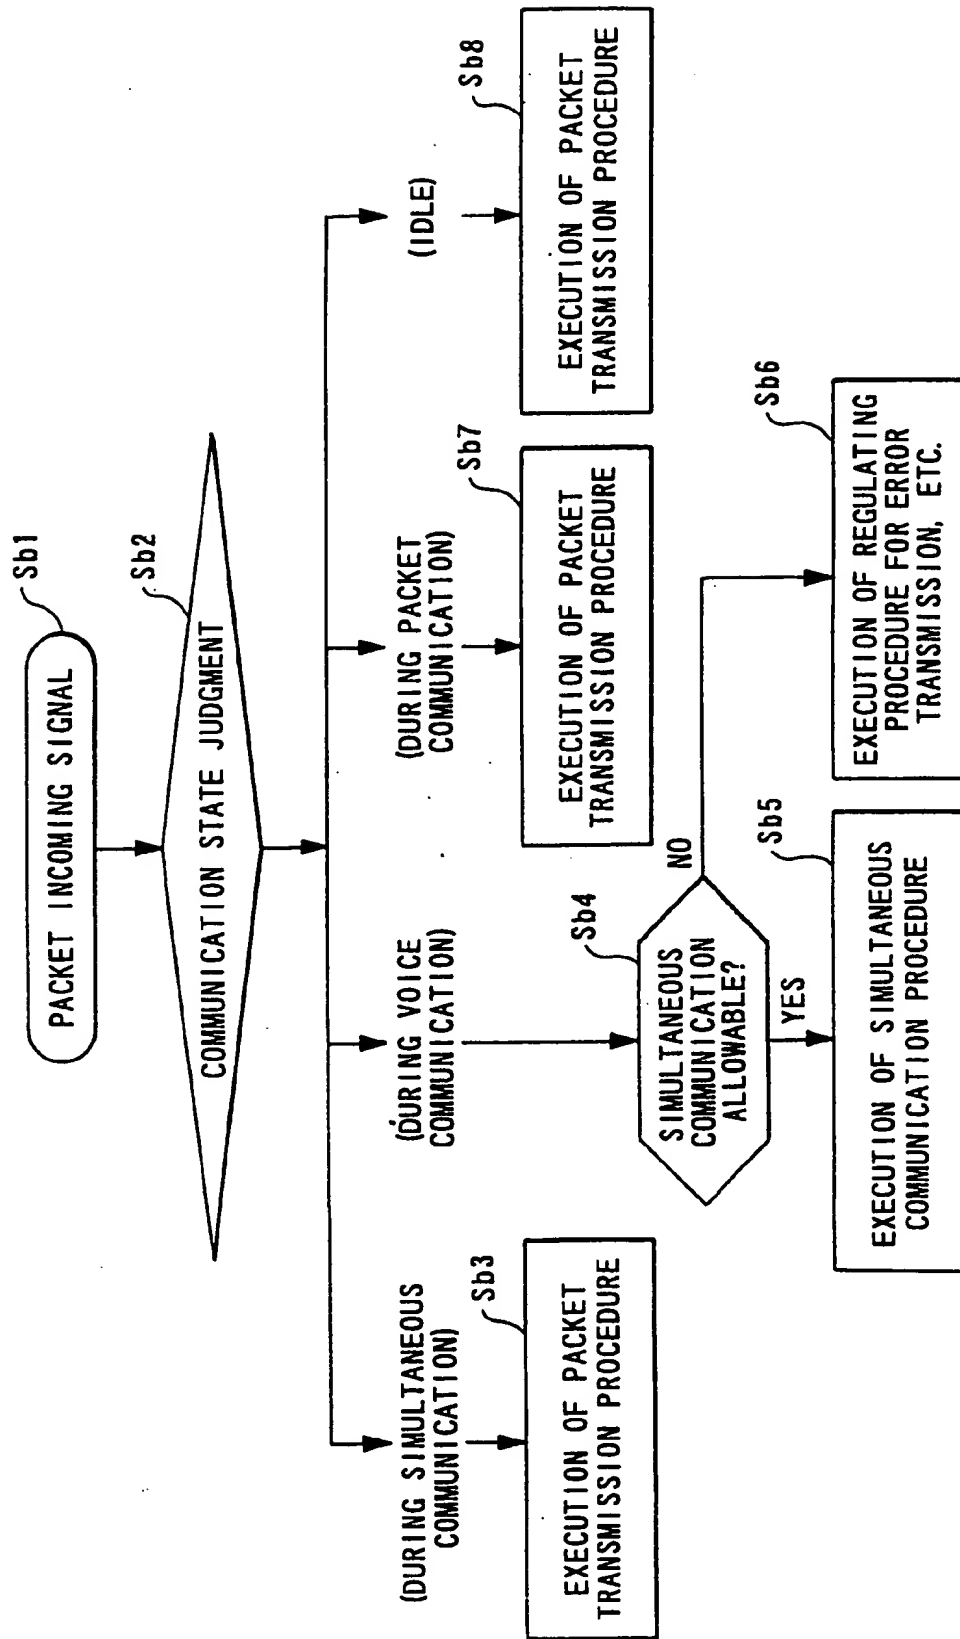 Sb1
PACKET INCOMING SIGNAL
Sb2
COMMUNICATION STATE JUDGMENT
(DURING SIMULTANEOUS
COMMUNICATION)
Sb3
EXECUTION OF PACKET
TRANSMISSION PROCEDURE
(DURING VOICE
COMMUNICATION)
Sb4
SIMULTANEOUS
COMMUNICATION
ALLOWABLE?
NO
YES
Sb5
EXECUTION OF SIMULTANEOUS
COMMUNICATION PROCEDURE
Sb6
EXECUTION OF REGULATING
PROCEDURE FOR ERROR
TRANSMISSION, ETC.
(DURING PACKET
COMMUNICATION)
Sb7
EXECUTION OF PACKET
TRANSMISSION PROCEDURE
(IDLE)
Sb8
EXECUTION OF PACKET
TRANSMISSION PROCEDURE